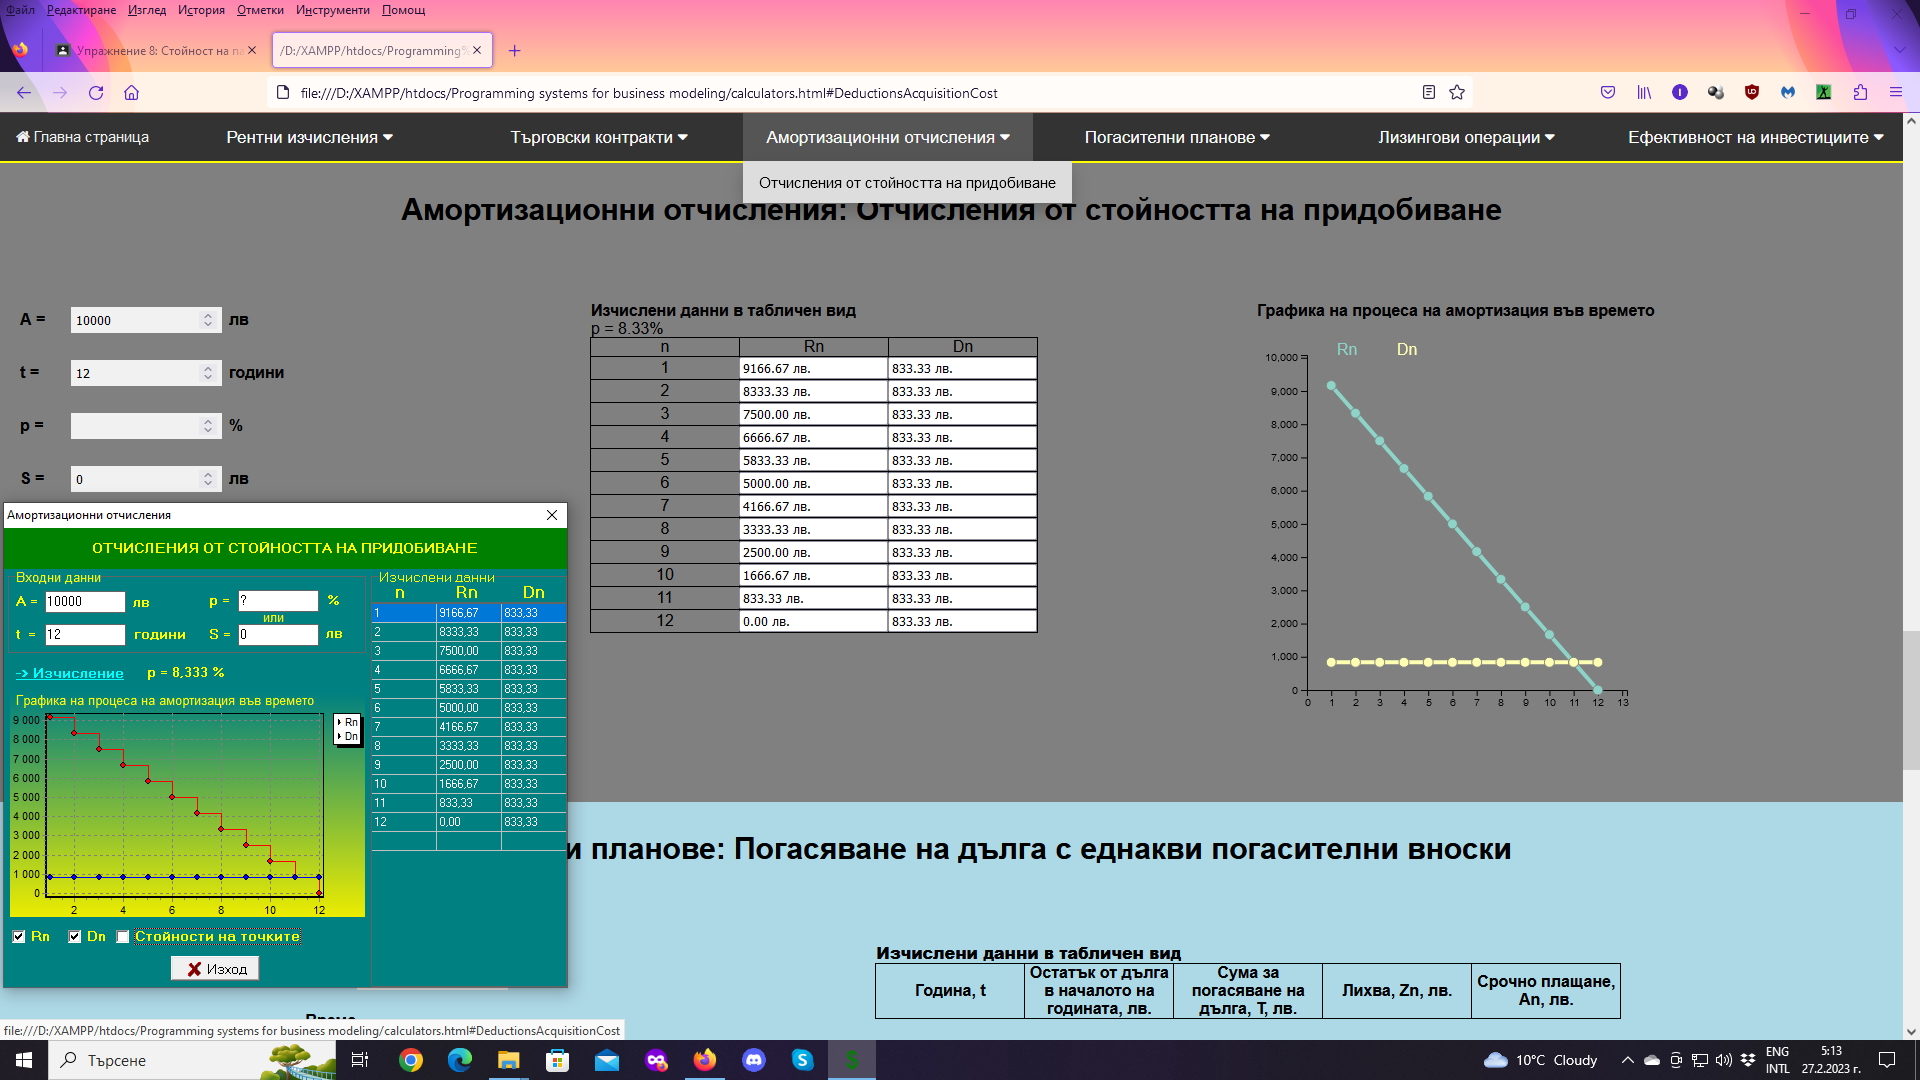 Файл Редактиране Изглед История Отметки Инструменти Помощ
Упражнение 8: Стойност на па
/D:/XAMPP/htdocs/Programming%
file:///D:/XAMPP/htdocs/Programming systems for business modeling/calculators.html#DeductionsAcquisitionCost
Главна страница Рентни изчисления Търговски контракти Амортизационни отчисления Погасителни планове Лизингови операции Ефективност на инвестициите
Отчисления от стойността на придобиване
Амортизационни отчисления: Отчисления от стойността на придобиване
A = 10000 лв
t = 12 години
p = %
S = 0 лв
Изчислени данни в табличен вид
p = 8.33%
n Rn Dn
1 9166.67 лв. 833.33 лв.
2 8333.33 лв. 833.33 лв.
3 7500.00 лв. 833.33 лв.
4 6666.67 лв. 833.33 лв.
5 5833.33 лв. 833.33 лв.
6 5000.00 лв. 833.33 лв.
7 4166.67 лв. 833.33 лв.
8 3333.33 лв. 833.33 лв.
9 2500.00 лв. 833.33 лв.
10 1666.67 лв. 833.33 лв.
11 833.33 лв. 833.33 лв.
12 0.00 лв. 833.33 лв.
Графика на процеса на амортизация във времето
Rn Dn
10,000
9,000
8,000
7,000
6,000
5,000
4,000
3,000
2,000
1,000
0
0 1 2 3 4 5 6 7 8 9 10 11 12 13
Амортизационни отчисления
ОТЧИСЛЕНИЯ ОТ СТОЙНОСТТА НА ПРИДОБИВАНЕ
Входни данни
A = 10000 лв p = ? %
или
t = 12 години S = 0 лв
-> Изчисление p = 8,333 %
Графика на процеса на амортизация във времето
9 000
8 000
7 000
6 000
5 000
4 000
3 000
2 000
1 000
0
2 4 6 8 10 12
Rn
Dn
Rn Dn Стойности на точките
Изход
Изчислени данни
n Rn Dn
1 9166,67 833,33
2 8333,33 833,33
3 7500,00 833,33
4 6666,67 833,33
5 5833,33 833,33
6 5000,00 833,33
7 4166,67 833,33
8 3333,33 833,33
9 2500,00 833,33
10 1666,67 833,33
11 833,33 833,33
12 0,00 833,33
и планове: Погасяване на дълга с еднакви погасителни вноски
Изчислени данни в табличен вид
Година, t
Остатък от дълга в началото на годината, лв.
Сума за погасяване на дълга, T, лв.
Лихва, Zn, лв.
Срочно плащане, An, лв.
Време
file:///D:/XAMPP/htdocs/Programming systems for business modeling/calculators.html#DeductionsAcquisitionCost
Търсене
10°C Cloudy
ENG
INTL
5:13
27.2.2023 г.